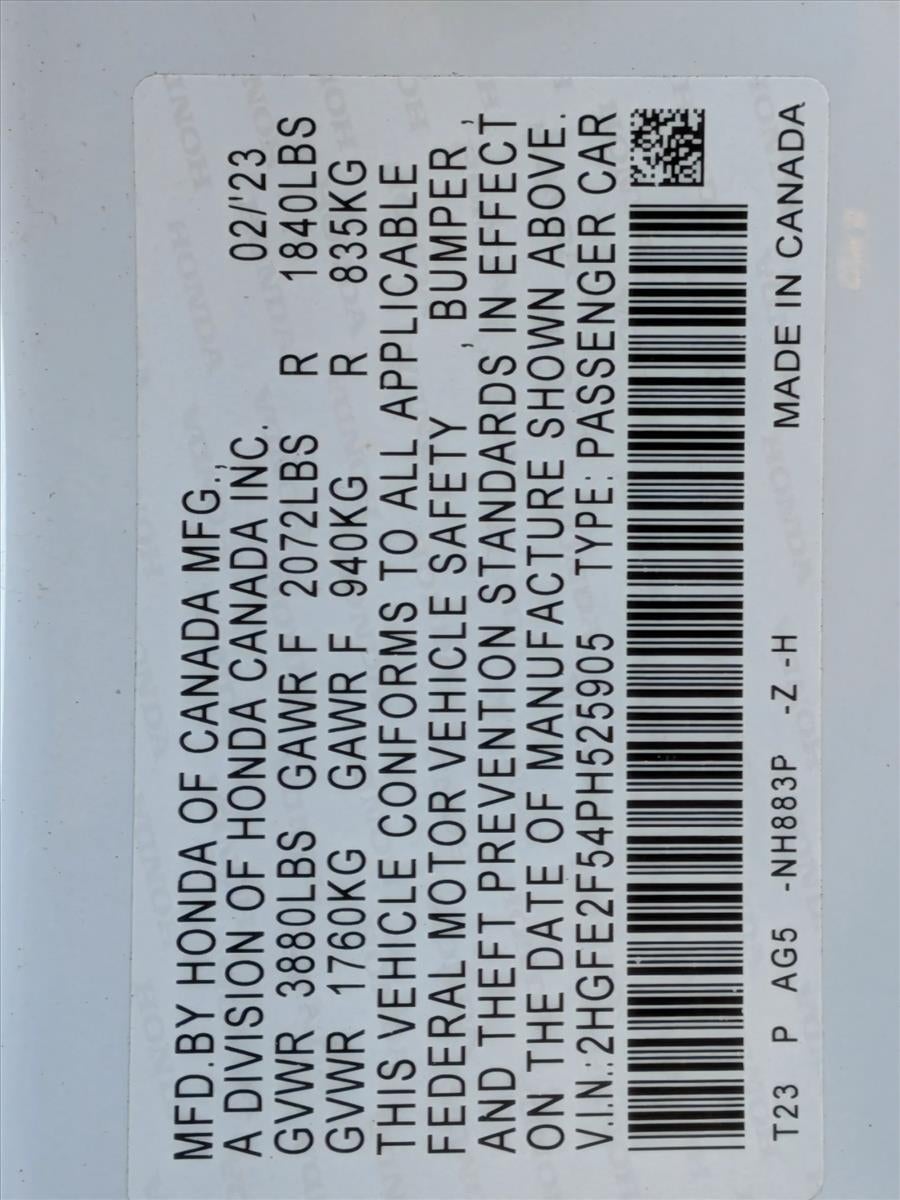 MFD.BY HONDA OF CANADA MFG.,
A DIVISION OF HONDA CANADA INC. 02/'23
GVWR 3880LBS GAWR F 2072LBS R 1840LBS
GVWR 1760KG GAWR F 940KG R 835KG
THIS VEHICLE CONFORMS TO ALL APPLICABLE
FEDERAL MOTOR VEHICLE SAFETY , BUMPER ,
AND THEFT PREVENTION STANDARDS IN EFFECT
ON THE DATE OF MANUFACTURE SHOWN ABOVE.
V.I.N.:2HGFE2F54PH525905 TYPE: PASSENGER CAR
MADE IN CANADA
T23 P AG5 -NH883P -Z -H